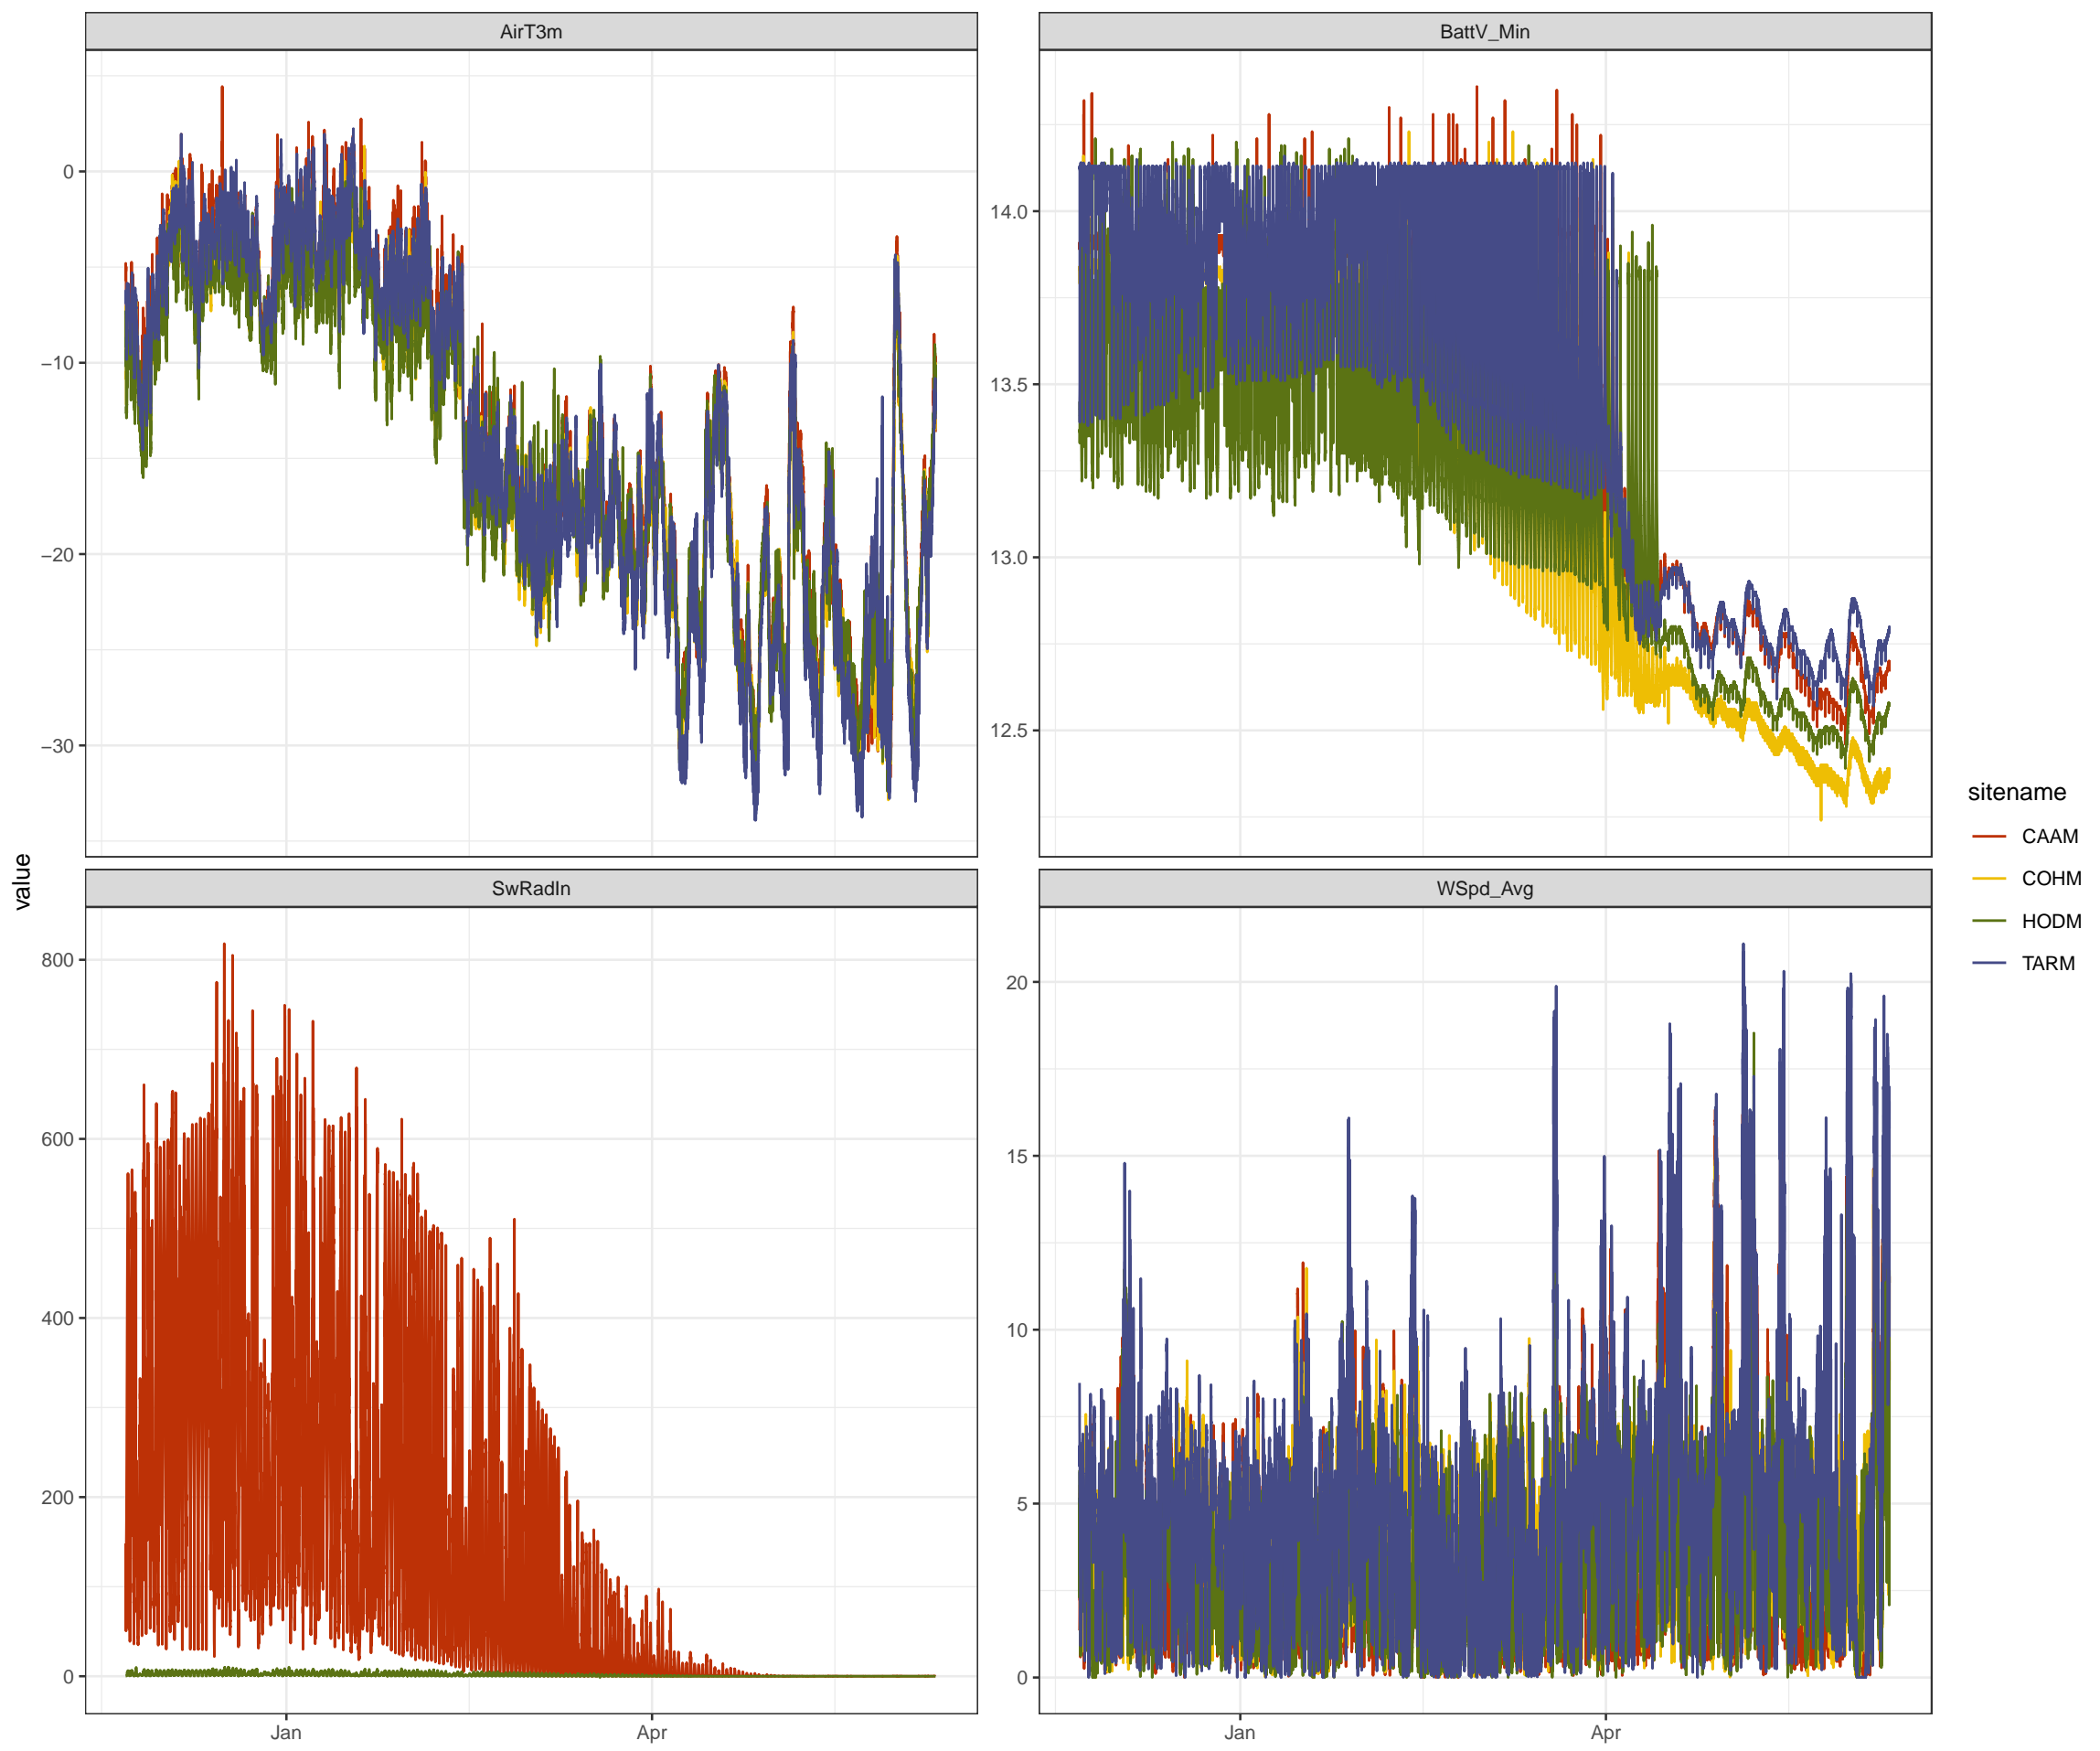 AirT3m
BattV_Min
0
−10
−20
−30
14.0
13.5
13.0
12.5
value
SwRadIn
WSpd_Avg
800
600
400
200
0
20
15
10
5
0
Jan
Apr
Jan
Apr
sitename
CAAM
COHM
HODM
TARM